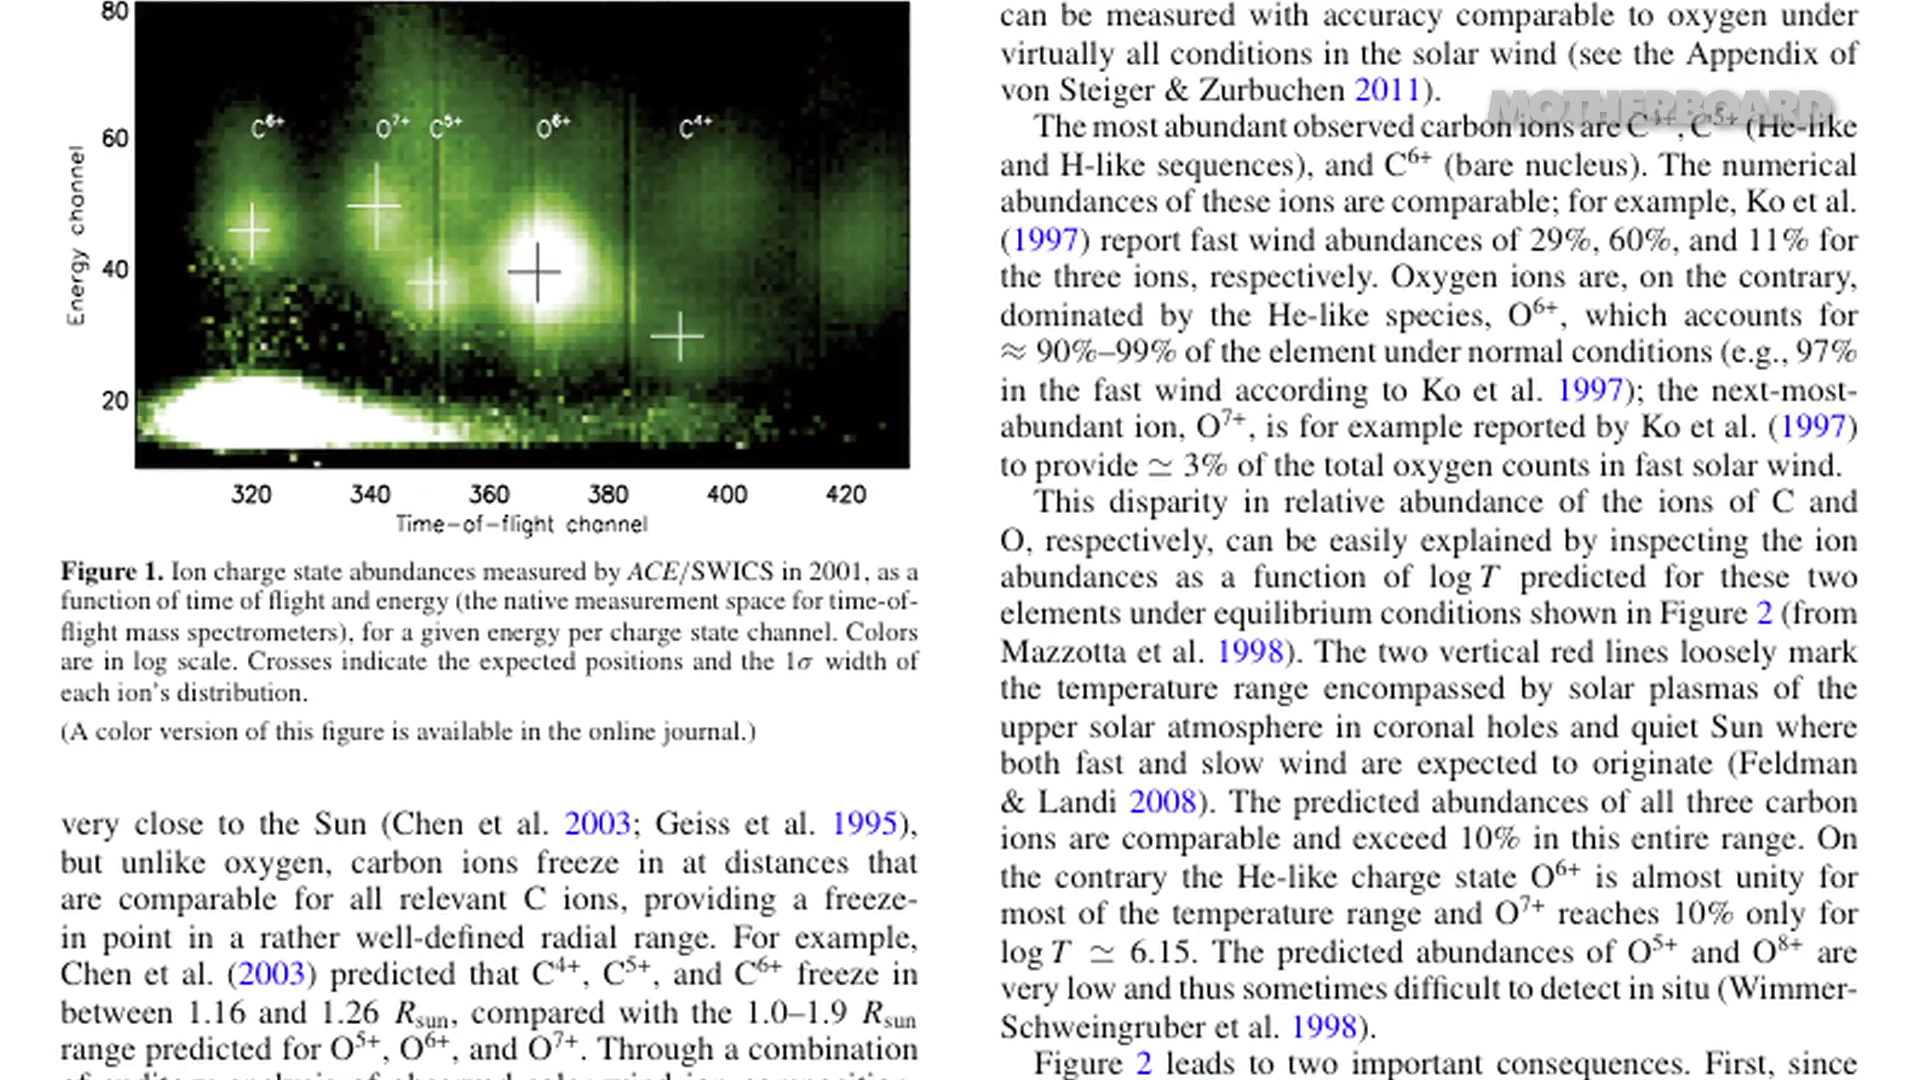 80
C⁶⁺ O⁷⁺ C⁵⁺ O⁶⁺ C⁴⁺
60
Energy channel
40
20
320 340 360 380 400 420
Time-of-flight channel
Figure 1. Ion charge state abundances measured by ACE/SWICS in 2001, as a
function of time of flight and energy (the native measurement space for time-of-
flight mass spectrometers), for a given energy per charge state channel. Colors
are in log scale. Crosses indicate the expected positions and the 1σ width of
each ion's distribution.
(A color version of this figure is available in the online journal.)
very close to the Sun (Chen et al. 2003; Geiss et al. 1995),
but unlike oxygen, carbon ions freeze in at distances that
are comparable for all relevant C ions, providing a freeze-
in point in a rather well-defined radial range. For example,
Chen et al. (2003) predicted that C⁴⁺, C⁵⁺, and C⁶⁺ freeze in
between 1.16 and 1.26 Rsun, compared with the 1.0–1.9 Rsun
range predicted for O⁵⁺, O⁶⁺, and O⁷⁺. Through a combination
can be measured with accuracy comparable to oxygen under
virtually all conditions in the solar wind (see the Appendix of
von Steiger & Zurbuchen 2011).
MOTHERBOARD
The most abundant observed carbon ions are C⁴⁺, C⁵⁺ (He-like
and H-like sequences), and C⁶⁺ (bare nucleus). The numerical
abundances of these ions are comparable; for example, Ko et al.
(1997) report fast wind abundances of 29%, 60%, and 11% for
the three ions, respectively. Oxygen ions are, on the contrary,
dominated by the He-like species, O⁶⁺, which accounts for
≈ 90%–99% of the element under normal conditions (e.g., 97%
in the fast wind according to Ko et al. 1997); the next-most-
abundant ion, O⁷⁺, is for example reported by Ko et al. (1997)
to provide ≃ 3% of the total oxygen counts in fast solar wind.
This disparity in relative abundance of the ions of C and
O, respectively, can be easily explained by inspecting the ion
abundances as a function of log T predicted for these two
elements under equilibrium conditions shown in Figure 2 (from
Mazzotta et al. 1998). The two vertical red lines loosely mark
the temperature range encompassed by solar plasmas of the
upper solar atmosphere in coronal holes and quiet Sun where
both fast and slow wind are expected to originate (Feldman
& Landi 2008). The predicted abundances of all three carbon
ions are comparable and exceed 10% in this entire range. On
the contrary the He-like charge state O⁶⁺ is almost unity for
most of the temperature range and O⁷⁺ reaches 10% only for
log T ≃ 6.15. The predicted abundances of O⁵⁺ and O⁸⁺ are
very low and thus sometimes difficult to detect in situ (Wimmer-
Schweingruber et al. 1998).
Figure 2 leads to two important consequences. First, since